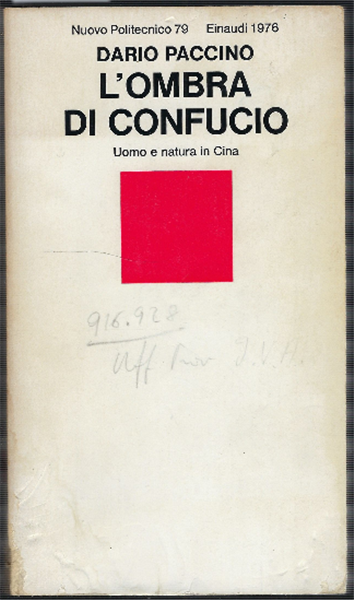 Nuovo Politecnico 79 Einaudi 1976
DARIO PACCINO
L'OMBRA
DI CONFUCIO
Uomo e natura in Cina
916.928